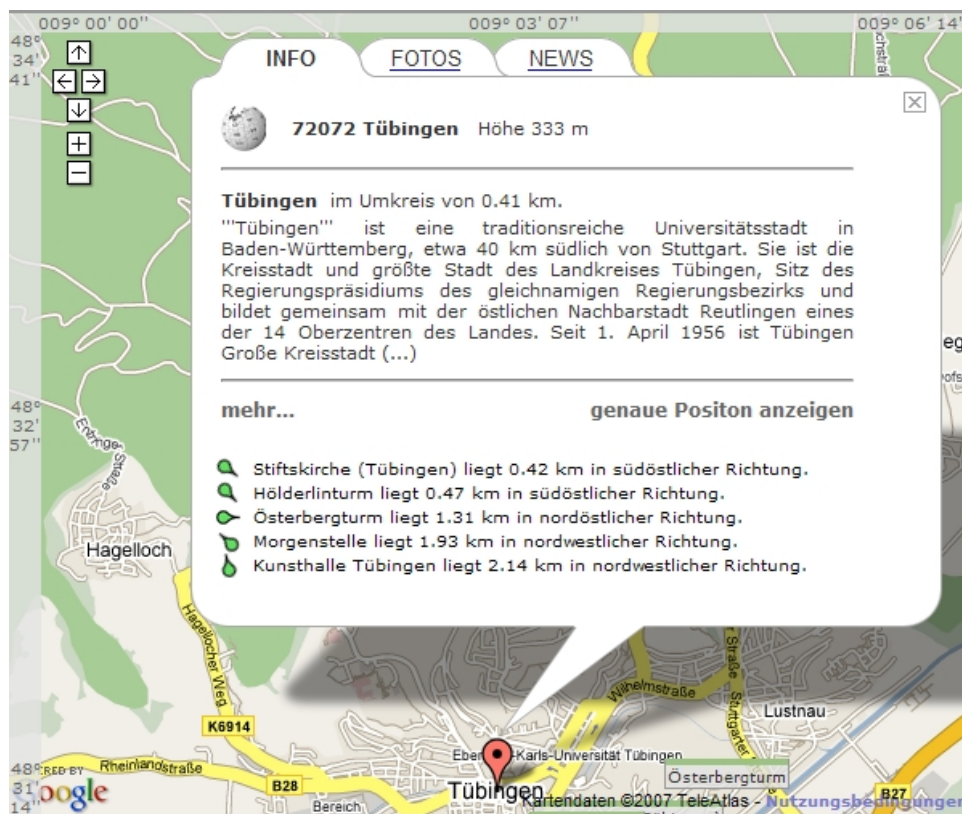 009° 00' 00"
009° 03' 07"
009° 06' 14"
48°
34'
41"
INFO
FOTOS
NEWS
72072 Tübingen Höhe 333 m
Tübingen im Umkreis von 0.41 km.
'"Tübingen'" ist eine traditionsreiche Universitätsstadt in
Baden-Württemberg, etwa 40 km südlich von Stuttgart. Sie ist die
Kreisstadt und größte Stadt des Landkreises Tübingen, Sitz des
Regierungspräsidiums des gleichnamigen Regierungsbezirks und
bildet gemeinsam mit der östlichen Nachbarstadt Reutlingen eines
der 14 Oberzentren des Landes. Seit 1. April 1956 ist Tübingen
Große Kreisstadt (...)
mehr...
genaue Positon anzeigen
48°
32'
57"
Stiftskirche (Tübingen) liegt 0.42 km in südöstlicher Richtung.
Hölderlinturm liegt 0.47 km in südöstlicher Richtung.
Österbergturm liegt 1.31 km in nordöstlicher Richtung.
Morgenstelle liegt 1.93 km in nordwestlicher Richtung.
Kunsthalle Tübingen liegt 2.14 km in nordwestlicher Richtung.
Entringer Straße
Hagelloch
Hagellocher Weg
K6914
Wilhelmstraße
Straße
Stuttgarter
Lustnau
Karls-Universität Tübingen
48°
31'
14"
RED BY
Rheinlandstraße
B28
Bereich
Tübingen
Österbergturm
B27
Kartendaten ©2007 TeleAtlas - Nutzungsbedingungen